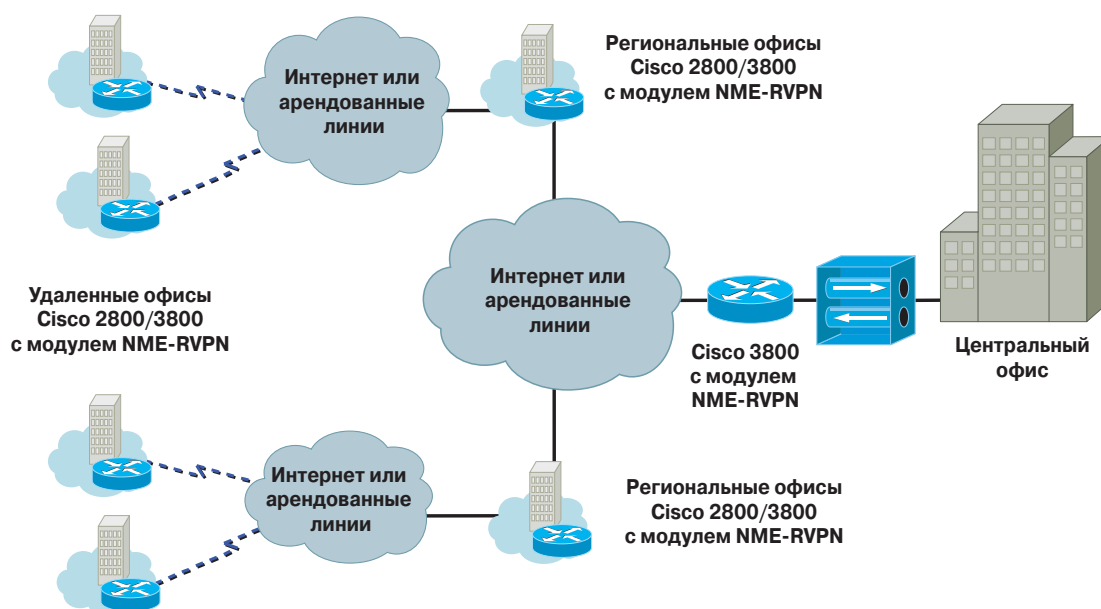 Интернет или
арендованные
линии
Региональные офисы
Cisco 2800/3800
с модулем NME-RVPN
Удаленные офисы
Cisco 2800/3800
с модулем NME-RVPN
Интернет или
арендованные
линии
Cisco 3800
с модулем
NME-RVPN
Центральный
офис
Интернет или
арендованные
линии
Региональные офисы
Cisco 2800/3800
с модулем NME-RVPN